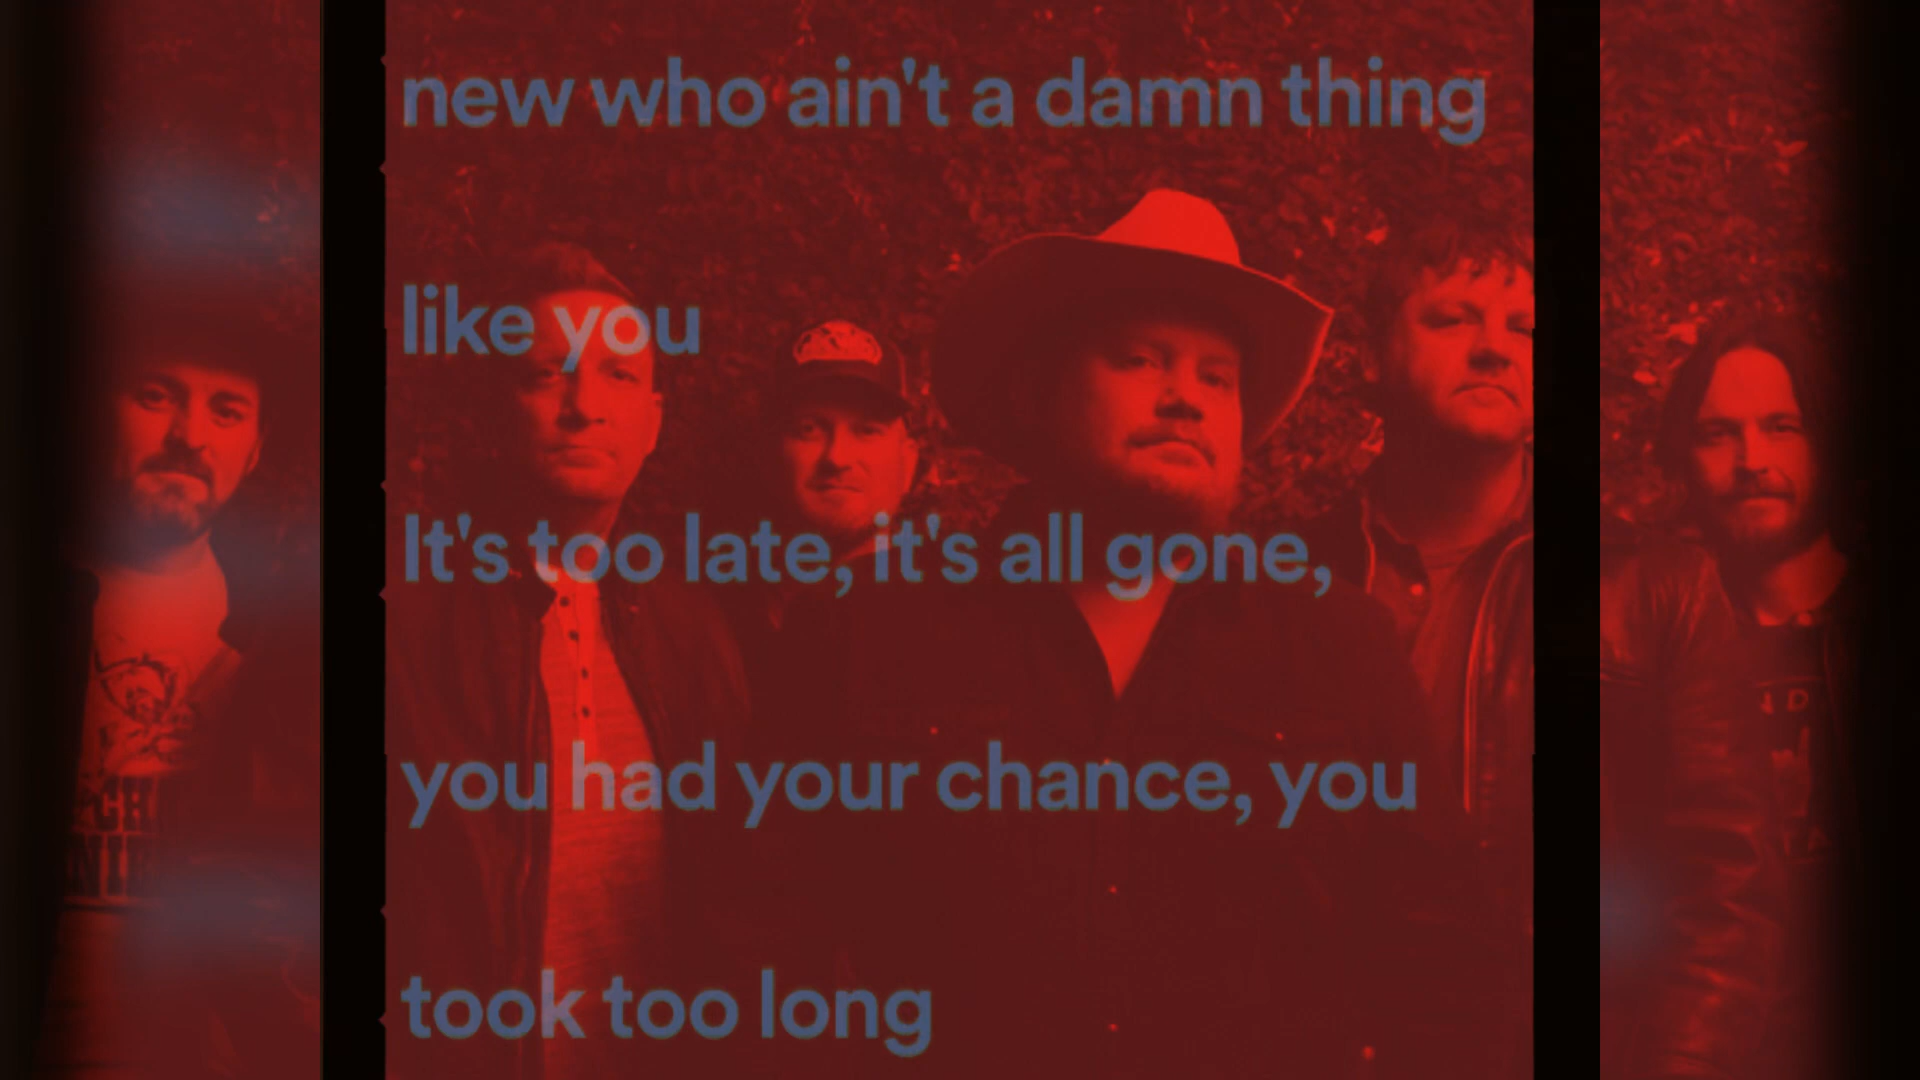 new who ain't a damn thing
like you
It's too late, it's all gone,
you had your chance, you
took too long